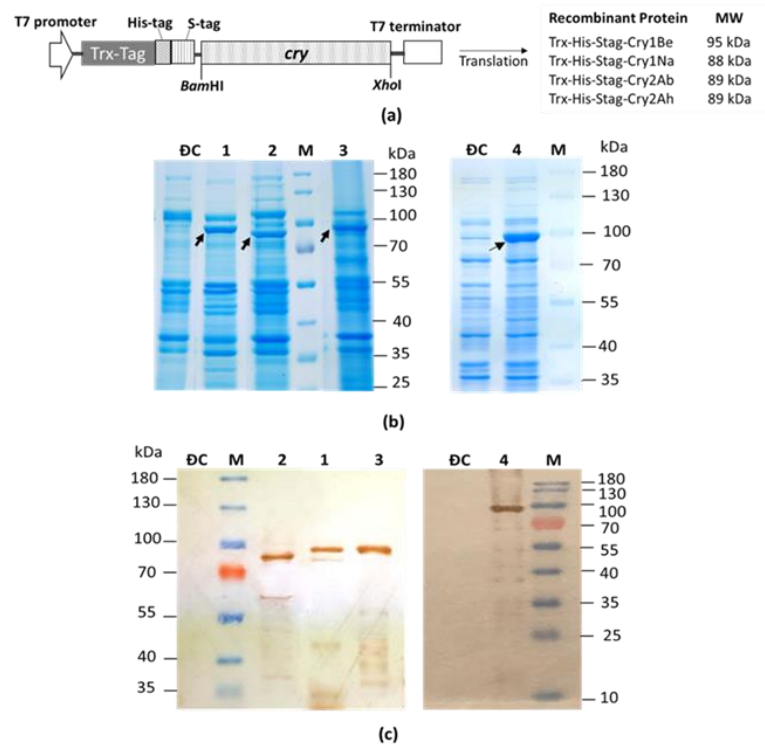 T7 promoter His-tag S-tag T7 terminator
Trx-Tag cry
BamHI XhoI
Translation
Recombinant Protein MW
Trx-His-Stag-Cry1Be 95 kDa
Trx-His-Stag-Cry1Na 88 kDa
Trx-His-Stag-Cry2Ab 89 kDa
Trx-His-Stag-Cry2Ah 89 kDa
(a)
ĐC 1 2 M 3 kDa
180
130
100
70
55
40
35
25
ĐC 4 M kDa
180
130
100
70
55
40
35
(b)
kDa ĐC M 2 1 3
180
130
100
70
55
40
35
ĐC 4 M kDa
180
130
100
70
55
40
35
25
10
(c)